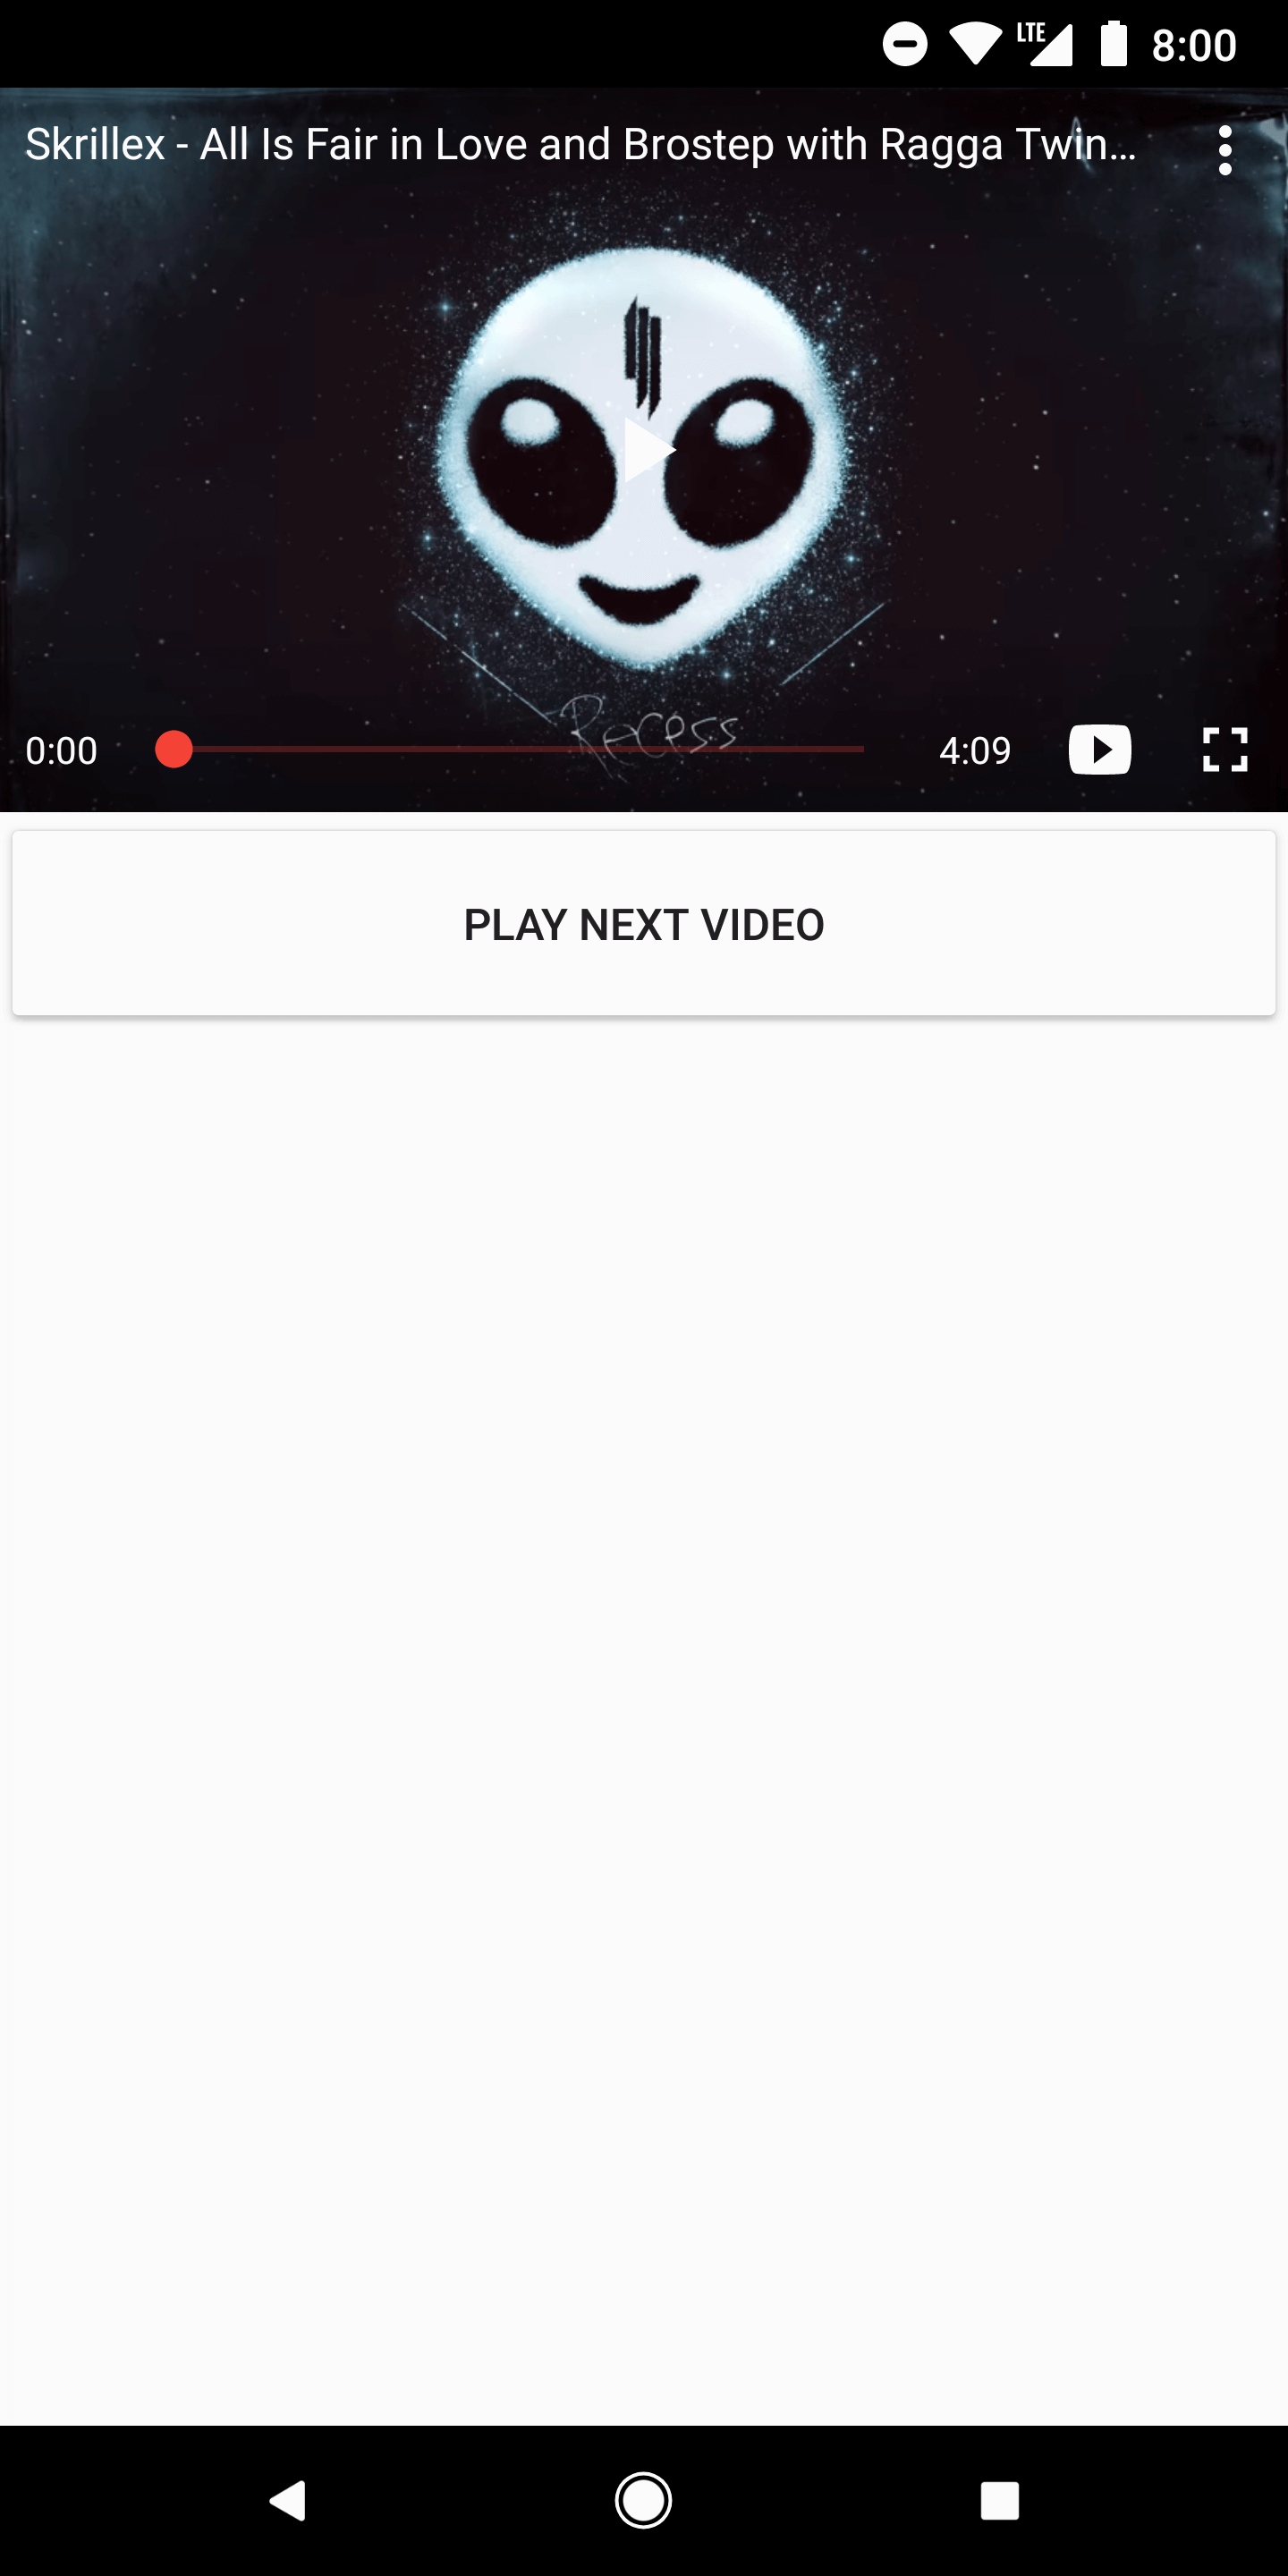 LTE 8:00
Skrillex - All Is Fair in Love and Brostep with Ragga Twin...
Recess
0:00 4:09
PLAY NEXT VIDEO